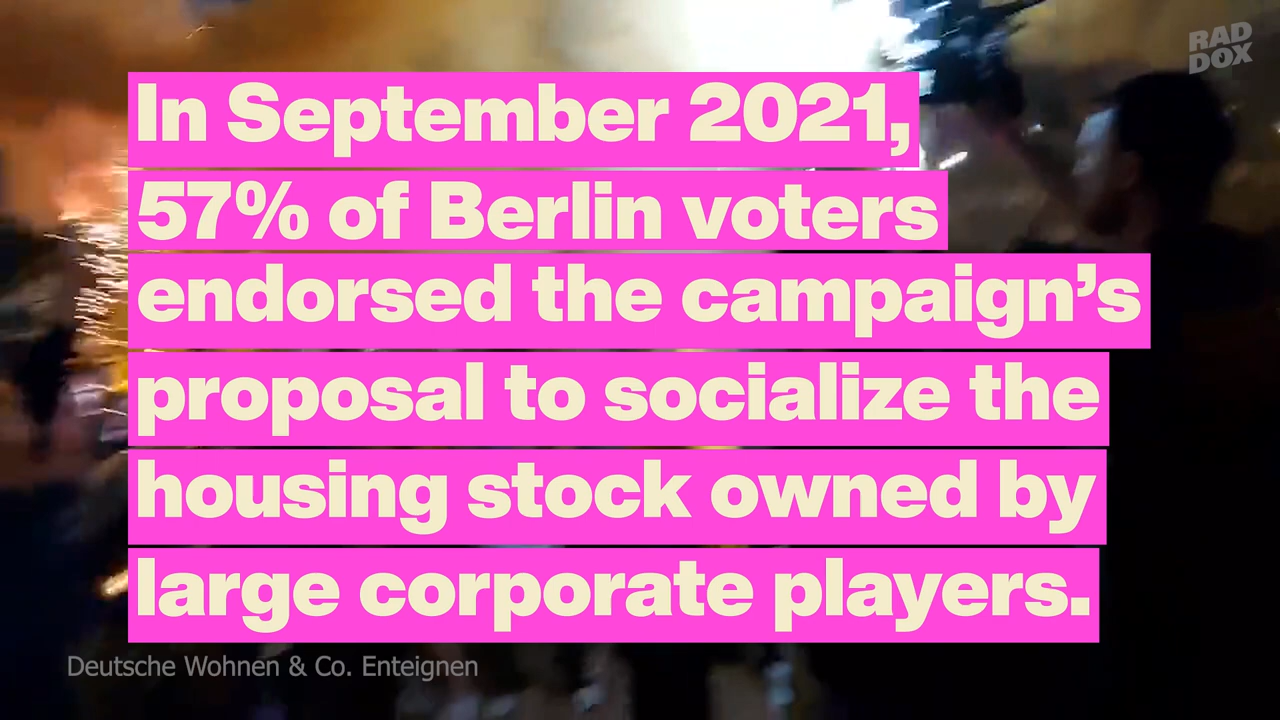 RAD
DOX
In September 2021,
57% of Berlin voters
endorsed the campaign’s
proposal to socialize the
housing stock owned by
large corporate players.
Deutsche Wohnen & Co. Enteignen